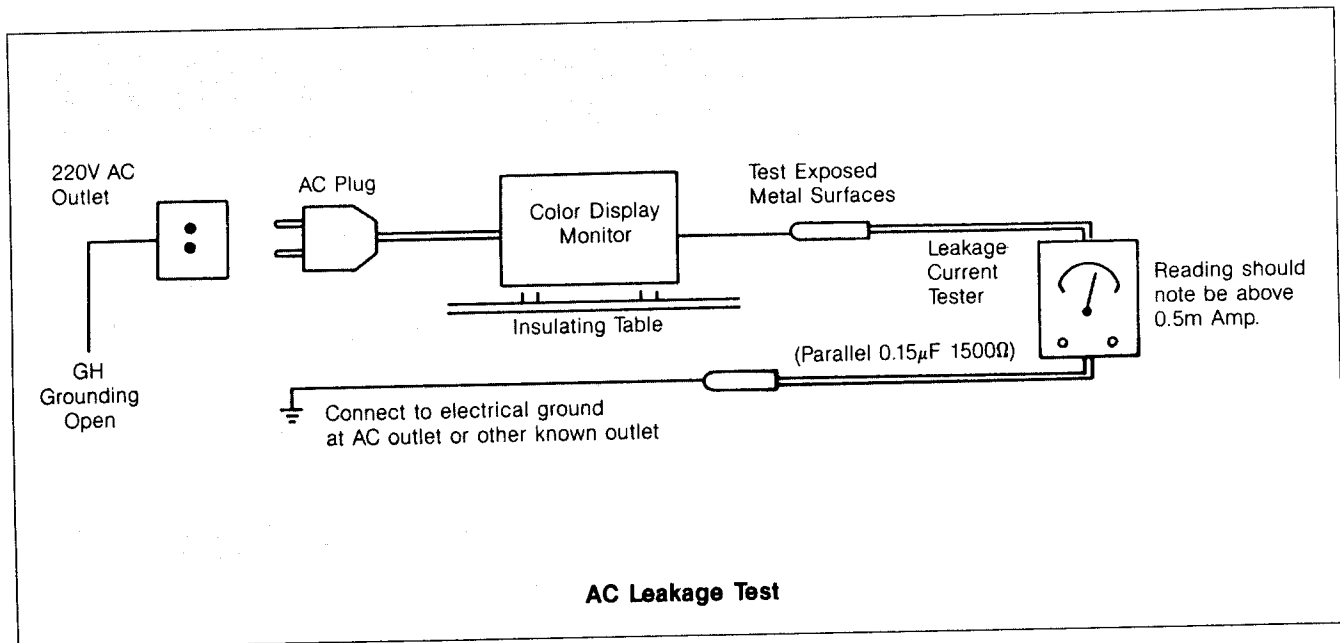 220V AC
Outlet
AC Plug
Color Display
Monitor
Test Exposed
Metal Surfaces
Leakage
Current
Tester
Reading should
note be above
0.5m Amp.
Insulating Table
(Parallel 0.15μF 1500Ω)
GH
Grounding
Open
Connect to electrical ground
at AC outlet or other known outlet
AC Leakage Test